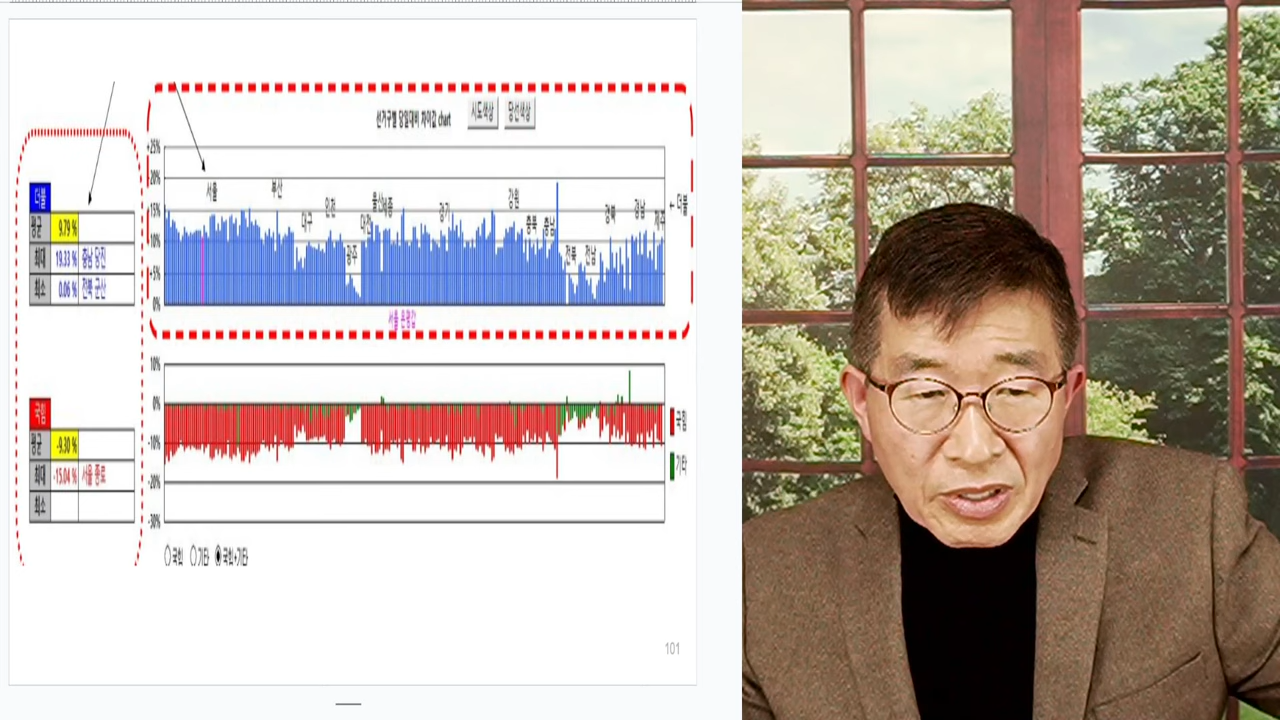 선거구별 당일대비 차이값 chart 시도색상 당선색상
+25%
20%
서울 부산 울산 세종 강원
+15% 인천 경기 경북 경남 ← 더불
대구 대전 충북 충남 제주
+10%
광주 전북 전남
+5%
0%
서울 은평갑
더불
평균 9.79 %
최대 19.33 % 충남 당진
최소 0.06 % 전북 군산
10%
0%
-10%
-20%
-30%
국힘
기타
국힘
평균 -9.30 %
최대 -15.04 % 서울 종로
최소
국힘 기타 국힘+기타
101